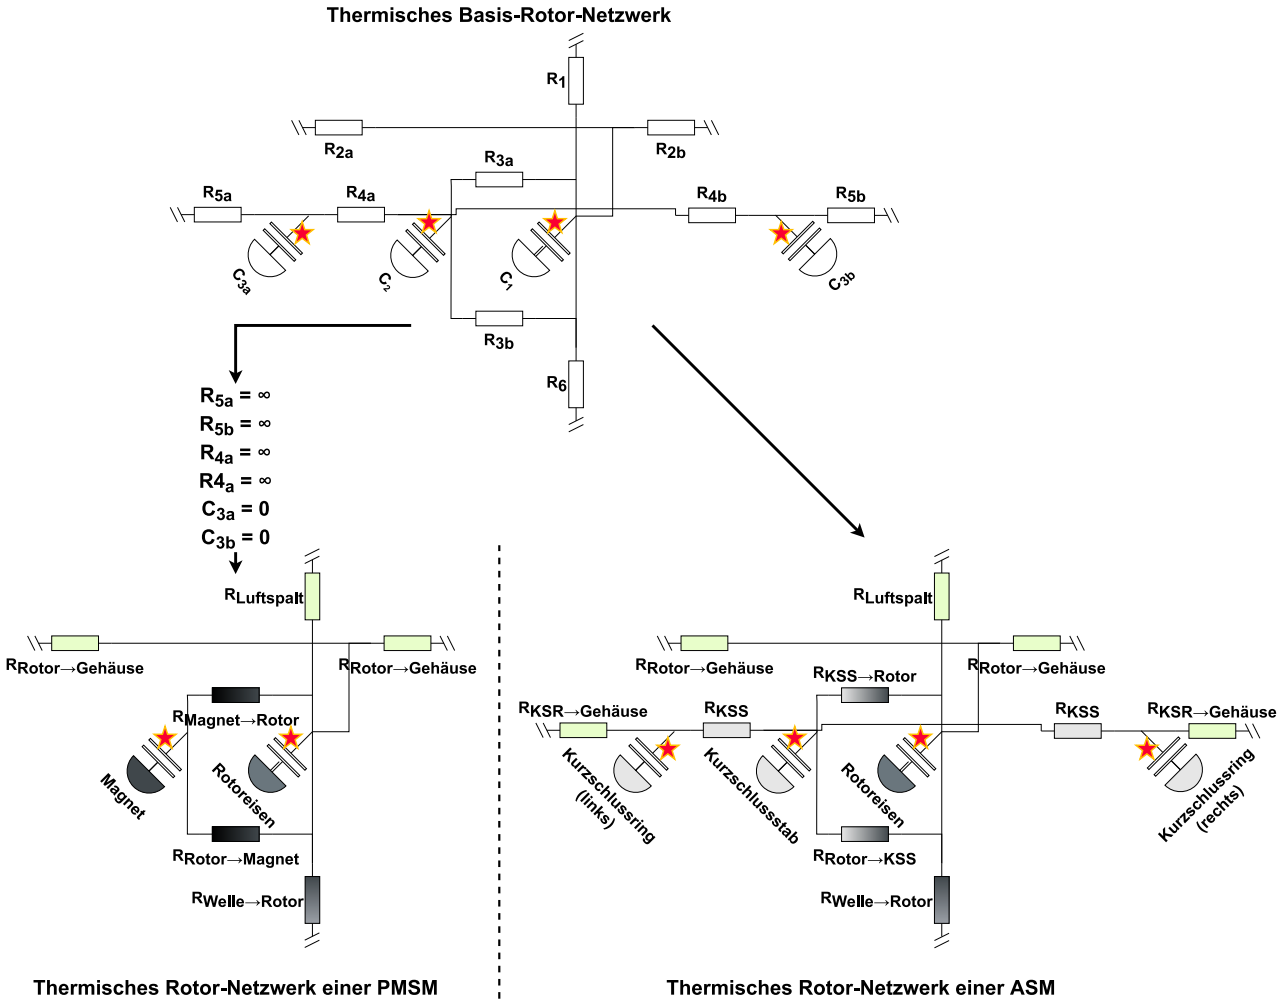 Thermisches Basis-Rotor-Netzwerk
R1
R2a
R2b
R3a
R5a
R4a
R4b
R5b
C3a
C2
C1
C3b
R3b
R6
R5a = ∞
R5b = ∞
R4a = ∞
R4a = ∞
C3a = 0
C3b = 0
RLuftspalt
RRotor→Gehäuse
RRotor→Gehäuse
RMagnet→Rotor
Magnet
Rotoreisen
RRotor→Magnet
RWelle→Rotor
Thermisches Rotor-Netzwerk einer PMSM
RLuftspalt
RRotor→Gehäuse
RRotor→Gehäuse
RKSS→Rotor
RKSR→Gehäuse
RKSS
RKSS
RKSR→Gehäuse
Kurzschlussring
(links)
Kurzschlussstab
Rotoreisen
Kurzschlussring
(rechts)
RRotor→KSS
RWelle→Rotor
Thermisches Rotor-Netzwerk einer ASM